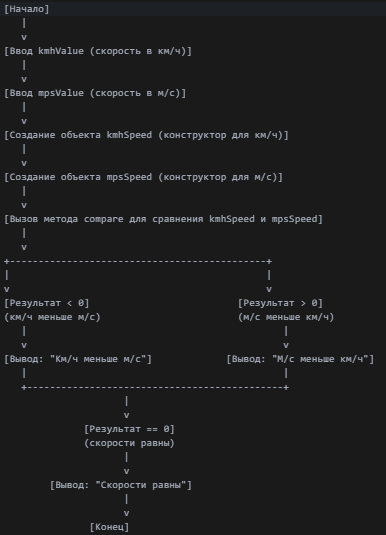 [Начало]
|
v
[Ввод kmhValue (скорость в км/ч)]
|
v
[Ввод mpsValue (скорость в м/с)]
|
v
[Создание объекта kmhSpeed (конструктор для км/ч)]
|
v
[Создание объекта mpsSpeed (конструктор для м/с)]
|
v
[Вызов метода compare для сравнения kmhSpeed и mpsSpeed]
|
v
+-------------------------------------------+
| |
v v
[Результат < 0] [Результат > 0]
(км/ч меньше м/с) (м/с меньше км/ч)
| |
v v
[Вывод: "Км/ч меньше м/с"] [Вывод: "М/с меньше км/ч"]
| |
+-------------------------------------------+
|
v
[Результат == 0]
(скорости равны)
|
v
[Вывод: "Скорости равны"]
|
v
[Конец]